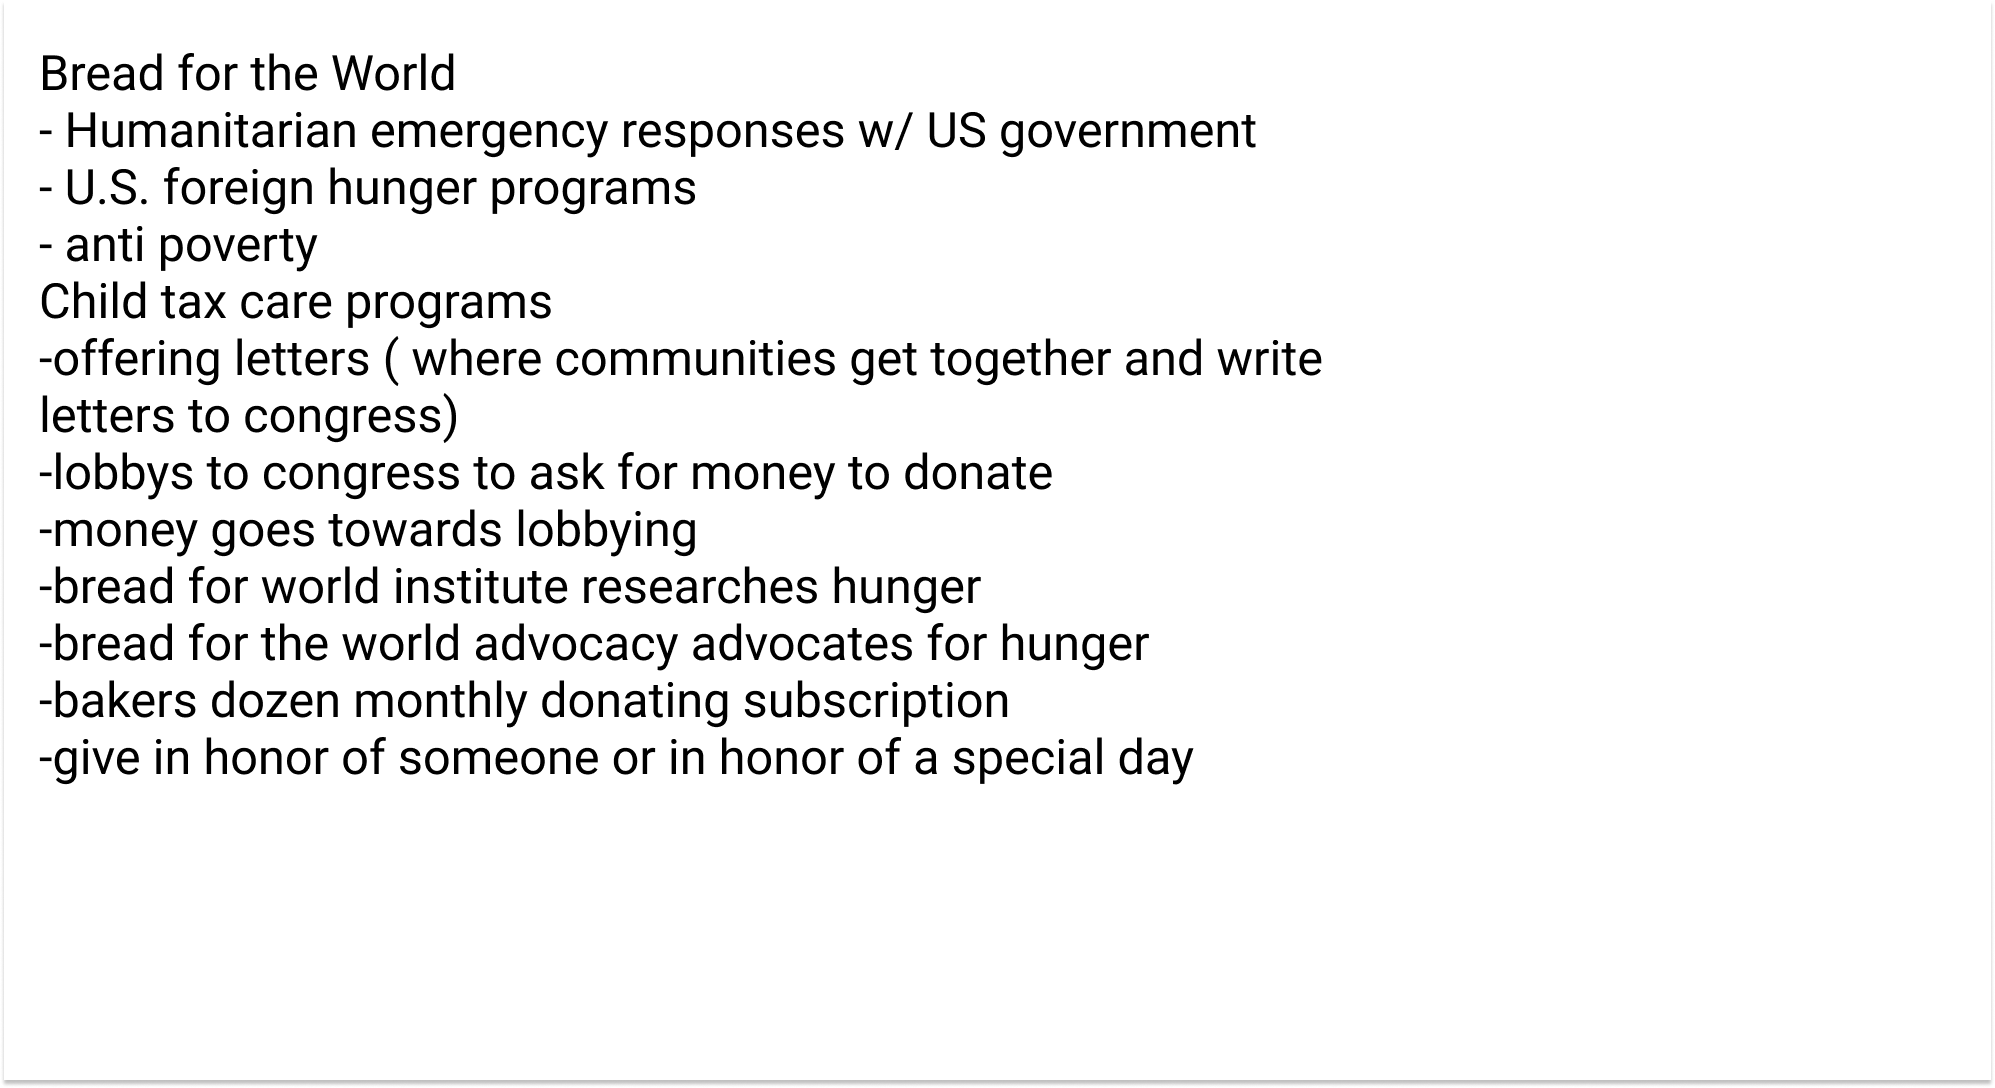 Bread for the World
- Humanitarian emergency responses w/ US government
- U.S. foreign hunger programs
- anti poverty
Child tax care programs
-offering letters ( where communities get together and write
letters to congress)
-lobbys to congress to ask for money to donate
-money goes towards lobbying
-bread for world institute researches hunger
-bread for the world advocacy advocates for hunger
-bakers dozen monthly donating subscription
-give in honor of someone or in honor of a special day